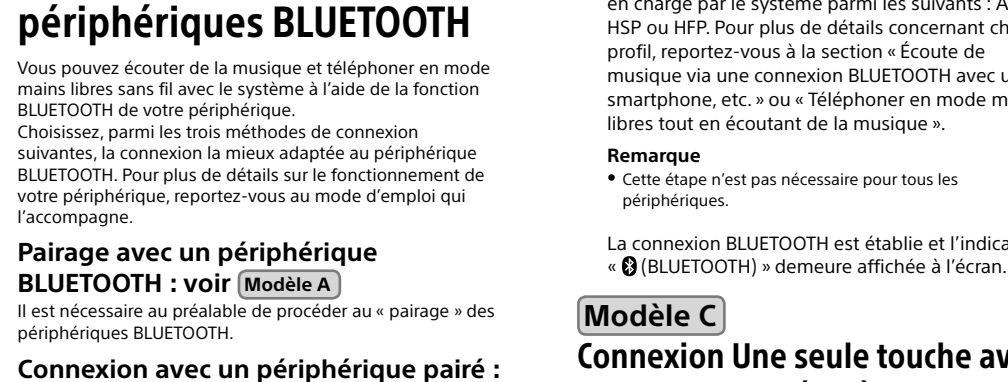 périphériques BLUETOOTH
Vous pouvez écouter de la musique et téléphoner en mode
mains libres sans fil avec le système à l'aide de la fonction
BLUETOOTH de votre périphérique.
Choisissez, parmi les trois méthodes de connexion
suivantes, la connexion la mieux adaptée au périphérique
BLUETOOTH. Pour plus de détails sur le fonctionnement de
votre périphérique, reportez-vous au mode d'emploi qui
l'accompagne.
Pairage avec un périphérique
BLUETOOTH : voir Modèle A
Il est nécessaire au préalable de procéder au « pairage » des
périphériques BLUETOOTH.
Connexion avec un périphérique pairé :
en charge par le système parmi les suivants :
HSP ou HFP. Pour plus de détails concernant
profil, reportez-vous à la section « Écoute de
musique via une connexion BLUETOOTH avec
smartphone, etc. » ou « Téléphoner en mode
libres tout en écoutant de la musique ».
Remarque
• Cette étape n'est pas nécessaire pour tous les
périphériques.
La connexion BLUETOOTH est établie et
« (BLUETOOTH) » demeure affichée à l'écran.
Modèle C
Connexion Une seule touche